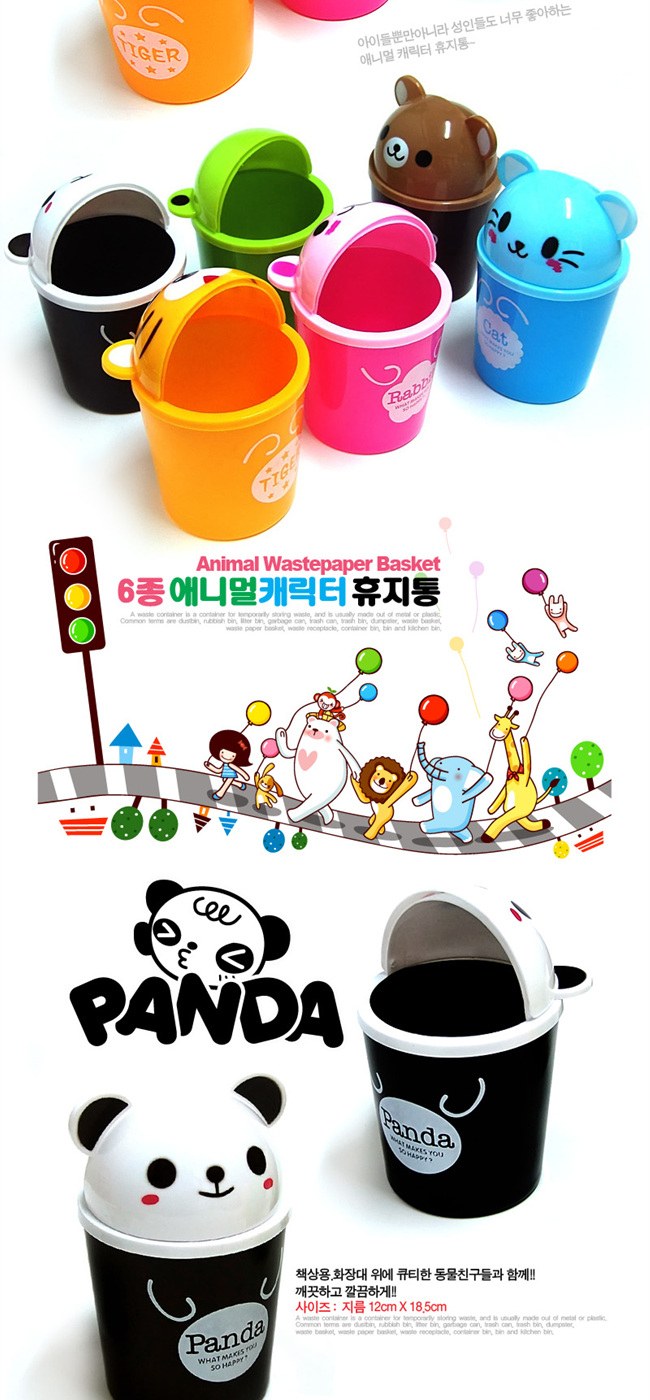 TIGER
아이들뿐만아니라 성인들도 너무 좋아하는
애니멀 캐릭터 휴지통~
Cat
Rabbi
WHAT MAKES YOU
SO HAPPY?
TIGE
Animal Wastepaper Basket
6종 애니멀캐릭터 휴지통
A waste container is a container for temporarily storing waste, and is usually made out of metal or plastic,
Common terms are dustbin, rubbish bin, litter bin, garbage can, trash can, trash bin, dumpster, waste basket,
waste paper basket, waste receptacle, container bin, bin and kitchen bin,
PANDA
Panda
WHAT MAKES YOU
SO HAPPY?
책상용,화장대 위에 큐티한 동물친구들과 함께!!
깨끗하고 깔끔하게!!
사이즈 : 지름 12cm X 18,5cm
A waste container is a container for temporarily storing waste, and is usually made out of metal or plastic,
Common terms are dustbin, rubbish bin, litter bin, garbage can, trash can, trash bin, dumpster,
waste basket, waste paper basket, waste receptacle, container bin, bin and kitchen bin,
Panda
WHAT MAKES YOU
SO HAPPY?